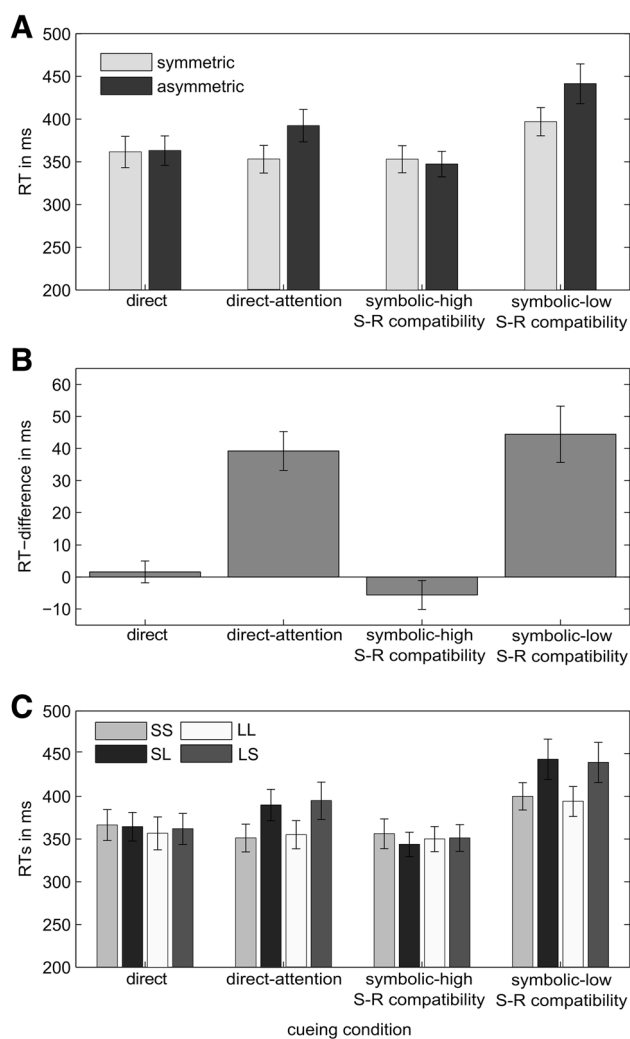 A
500
450
400
350
300
250
200
RT in ms
symmetric
asymmetric
direct
direct-attention
symbolic-high
S-R compatibility
symbolic-low
S-R compatibility
B
60
50
40
30
20
10
0
−10
RT−difference in ms
direct
direct-attention
symbolic-high
S-R compatibility
symbolic-low
S-R compatibility
C
500
450
400
350
300
250
200
RTs in ms
SS
LL
SL
LS
direct
direct-attention
symbolic-high
S-R compatibility
symbolic-low
S-R compatibility
cueing condition